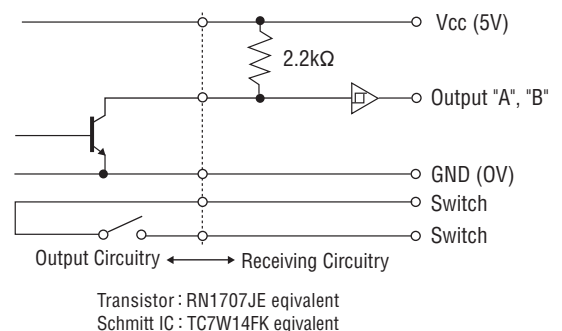 Vcc (5V)
2.2kΩ
Output "A", "B"
GND (0V)
Switch
Switch
Output Circuitry
Receiving Circuitry
Transistor : RN1707JE eqivalent
Schmitt IC : TC7W14FK eqivalent